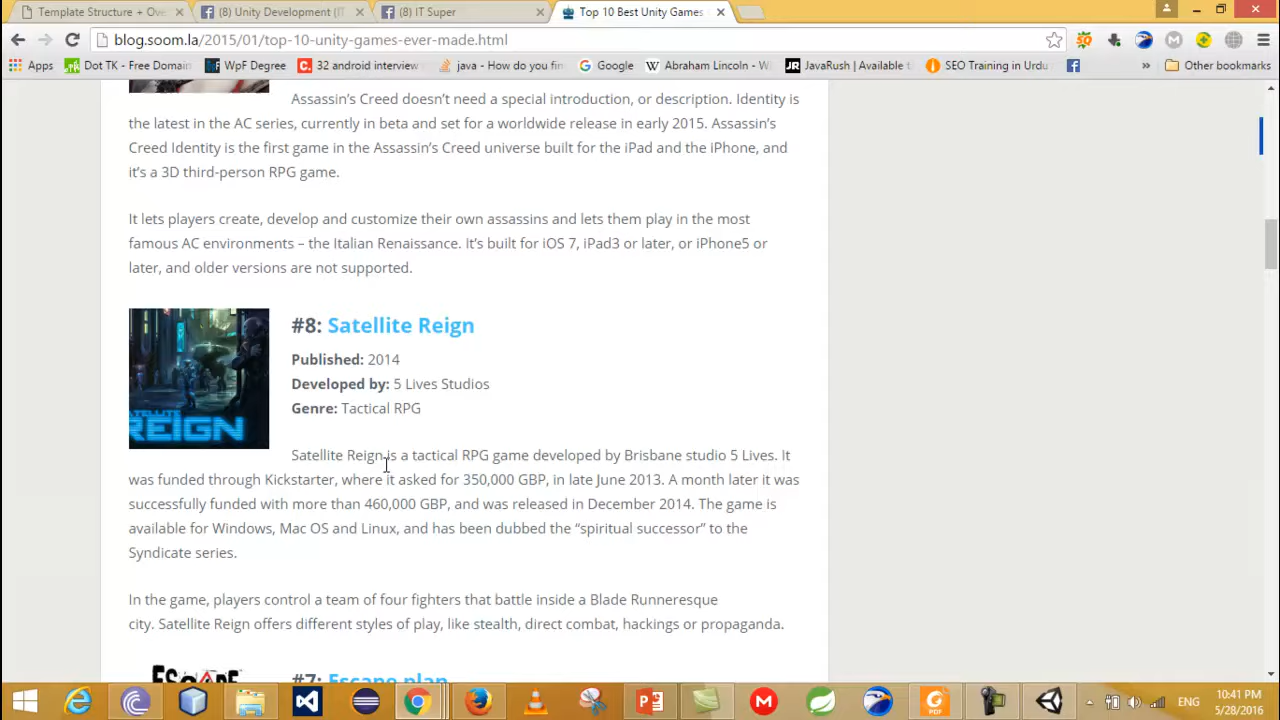 Template Structure + Ove
(8) Unity Development (IT
(8) IT Super
Top 10 Best Unity Games
blog.soom.la/2015/01/top-10-unity-games-ever-made.html
Apps
Dot TK - Free Domain
WpF Degree
32 android interview
java - How do you fin
Google
Abraham Lincoln - Wi
JavaRush | Available t
SEO Training in Urdu
»
Other bookmarks
Assassin's Creed doesn't need a special introduction, or description. Identity is
the latest in the AC series, currently in beta and set for a worldwide release in early 2015. Assassin's
Creed Identity is the first game in the Assassin's Creed universe built for the iPad and the iPhone, and
it's a 3D third-person RPG game.
It lets players create, develop and customize their own assassins and lets them play in the most
famous AC environments – the Italian Renaissance. It's built for iOS 7, iPad3 or later, or iPhone5 or
later, and older versions are not supported.
#8: Satellite Reign
Published: 2014
Developed by: 5 Lives Studios
Genre: Tactical RPG
REIGN
Satellite Reign is a tactical RPG game developed by Brisbane studio 5 Lives. It
was funded through Kickstarter, where it asked for 350,000 GBP, in late June 2013. A month later it was
successfully funded with more than 460,000 GBP, and was released in December 2014. The game is
available for Windows, Mac OS and Linux, and has been dubbed the “spiritual successor” to the
Syndicate series.
In the game, players control a team of four fighters that battle inside a Blade Runneresque
city. Satellite Reign offers different styles of play, like stealth, direct combat, hackings or propaganda.
ESCAPE
#7: Escape plan
ENG
10:41 PM
5/28/2016